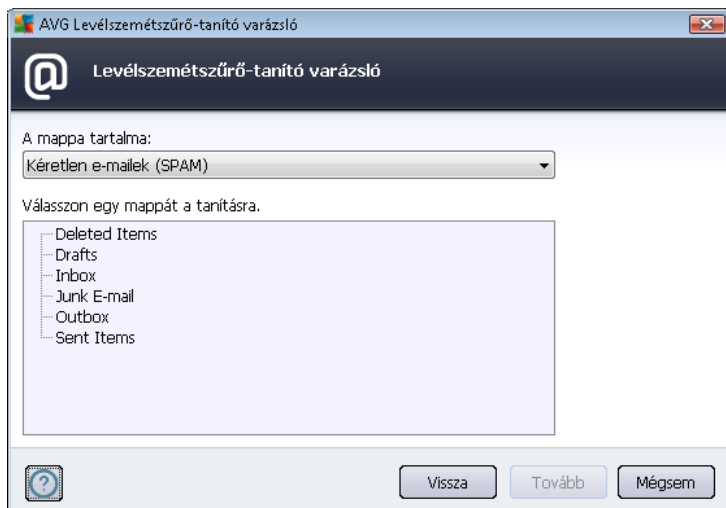 AVG Levélszemétszűrő-tanító varázsló
Levélszemétszűrő-tanító varázsló
A mappa tartalma:
Kéretlen e-mailek (SPAM)
Válasszon egy mappát a tanításra.
Deleted Items
Drafts
Inbox
Junk E-mail
Outbox
Sent Items
Vissza
Tovább
Mégsem